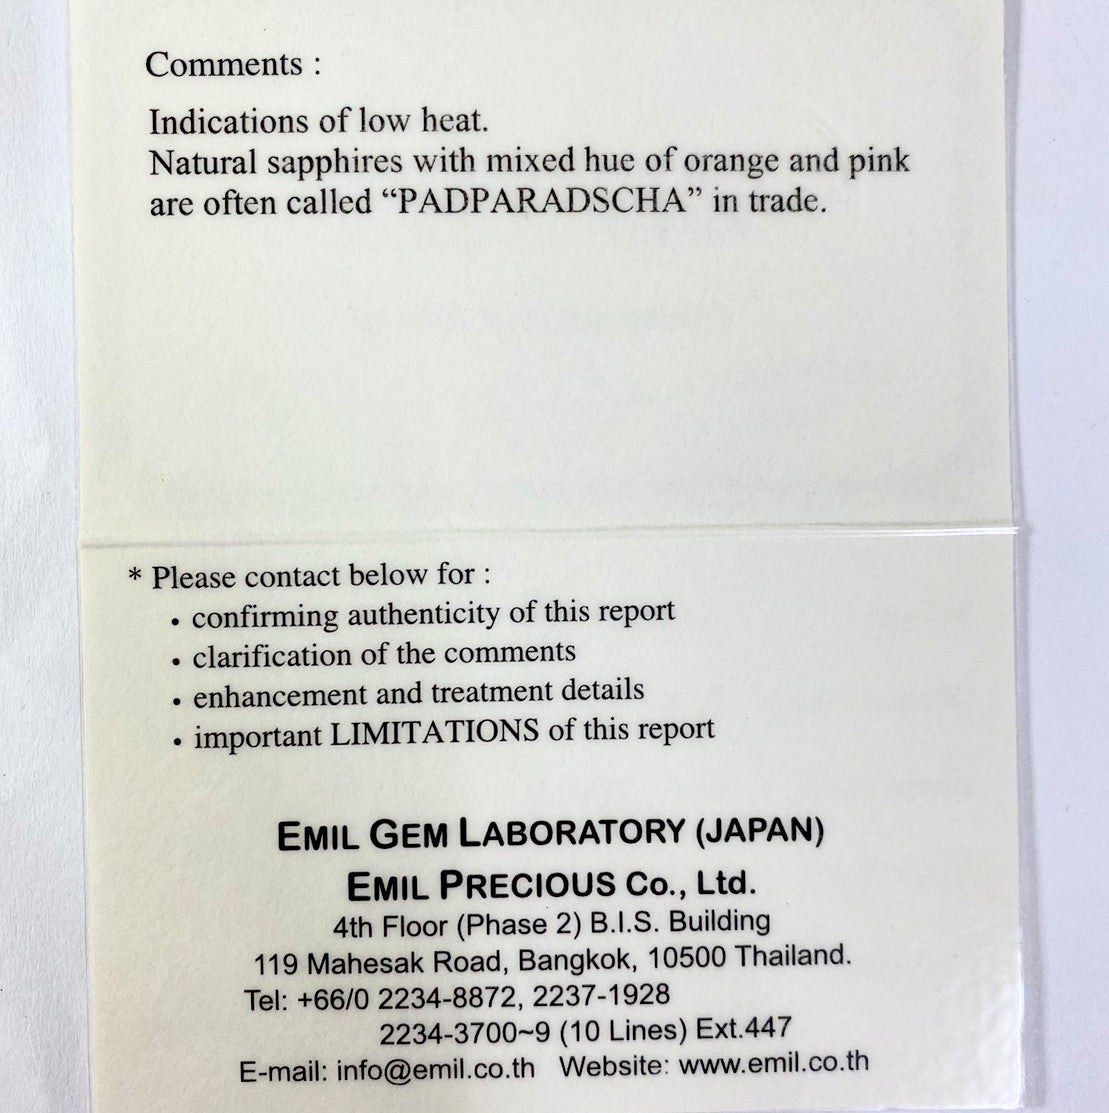 Comments :
Indications of low heat.
Natural sapphires with mixed hue of orange and pink
are often called “PADPARADSCHA” in trade.
* Please contact below for :
• confirming authenticity of this report
• clarification of the comments
• enhancement and treatment details
• important LIMITATIONS of this report
EMIL GEM LABORATORY (JAPAN)
EMIL PRECIOUS Co., Ltd.
4th Floor (Phase 2) B.I.S. Building
119 Mahesak Road, Bangkok, 10500 Thailand.
Tel: +66/0 2234-8872, 2237-1928
2234-3700~9 (10 Lines) Ext.447
E-mail: info@emil.co.th Website: www.emil.co.th